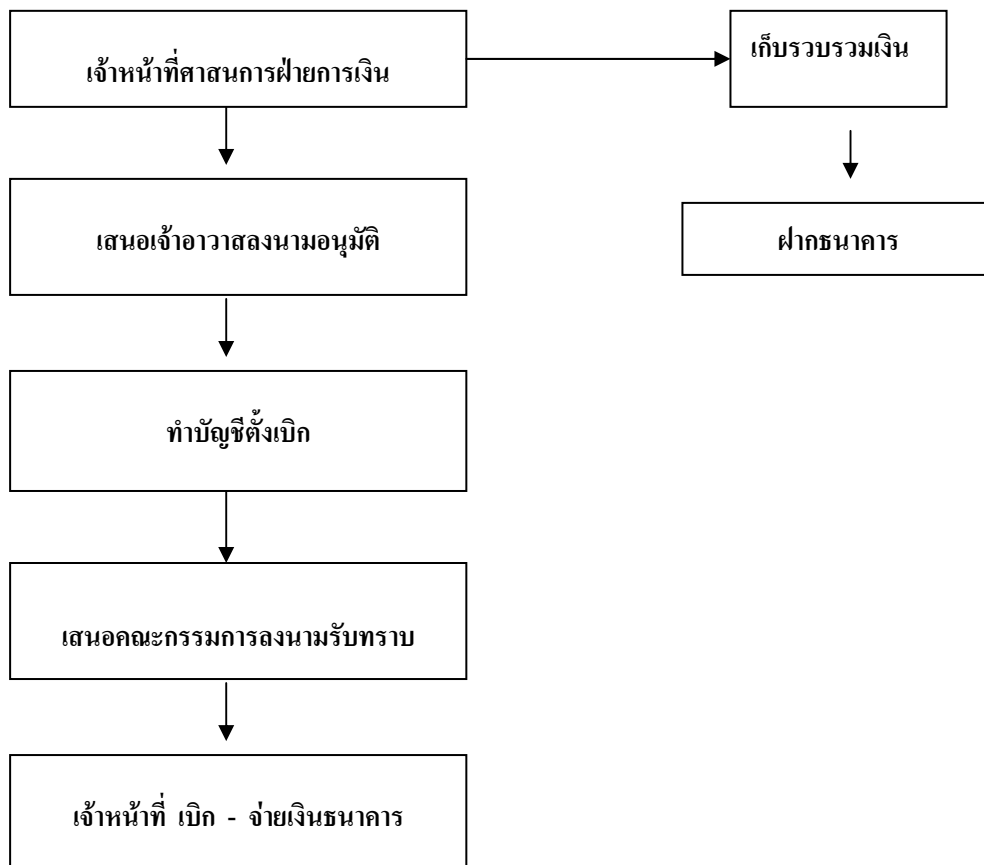 เจ้าหน้าที่ศาสนการฝ่ายการเงิน
เก็บรวบรวมเงิน
เสนอเจ้าอาวาสลงนามอนุมัติ
ฝากธนาคาร
ทำบัญชีตั้งเบิก
เสนอคณะกรรมการลงนามรับทราบ
เจ้าหน้าที่ เบิก - จ่ายเงินธนาคาร